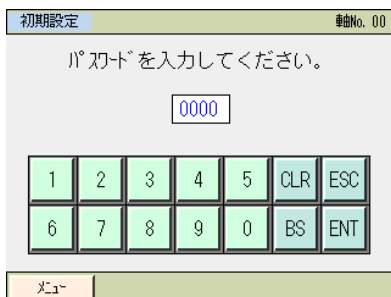 初期設定 軸No. 00
ﾊﾟｽﾜｰﾄﾞを入力してください。
0000
1 2 3 4 5 CLR ESC
6 7 8 9 0 BS ENT
ﾒﾆｭｰ